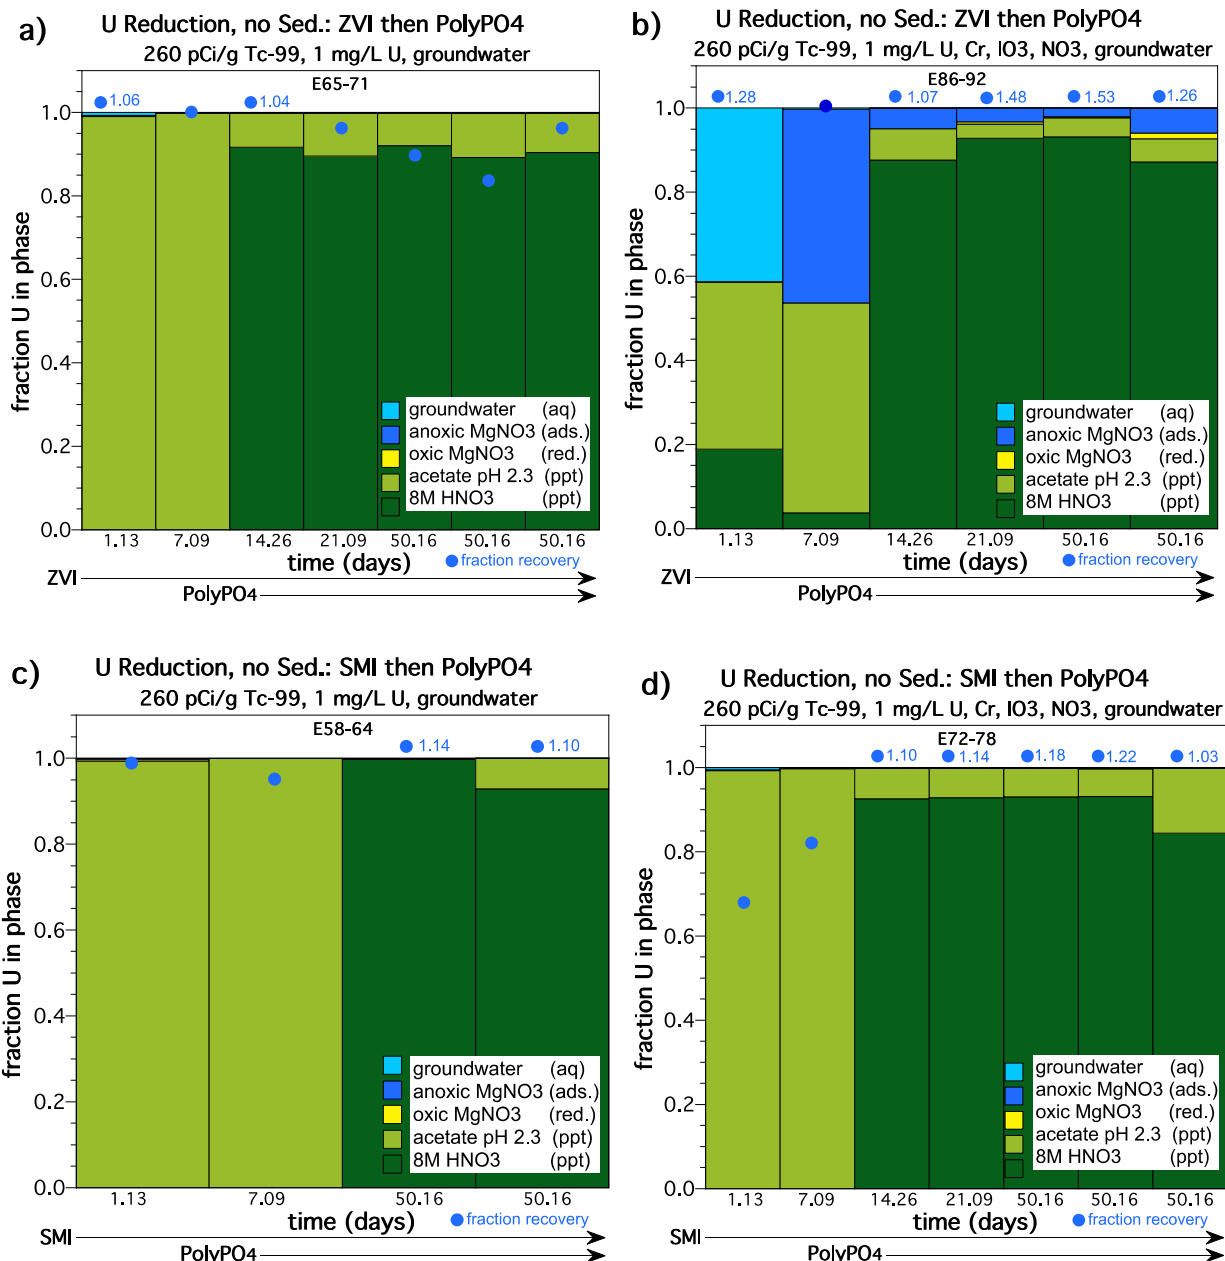 a)
U Reduction, no Sed.: ZVI then PolyPO4
260 pCi/g Tc-99, 1 mg/L U, groundwater
E65-71
1.06
1.04
fraction U in phase
1.0
0.8
0.6
0.4
0.2
0.0
groundwater (aq)
anoxic MgNO3 (ads.)
oxic MgNO3 (red.)
acetate pH 2.3 (ppt)
8M HNO3 (ppt)
1.13 7.09 14.26 21.09 50.16 50.16 50.16
time (days)
fraction recovery
ZVI
PolyPO4
b)
U Reduction, no Sed.: ZVI then PolyPO4
260 pCi/g Tc-99, 1 mg/L U, Cr, IO3, NO3, groundwater
E86-92
1.28 1.07 1.48 1.53 1.26
fraction U in phase
1.0
0.8
0.6
0.4
0.2
0.0
groundwater (aq)
anoxic MgNO3 (ads.)
oxic MgNO3 (red.)
acetate pH 2.3 (ppt)
8M HNO3 (ppt)
1.13 7.09 14.26 21.09 50.16 50.16
time (days)
fraction recovery
ZVI
PolyPO4
c)
U Reduction, no Sed.: SMI then PolyPO4
260 pCi/g Tc-99, 1 mg/L U, groundwater
E58-64
1.14 1.10
fraction U in phase
1.0
0.8
0.6
0.4
0.2
0.0
groundwater (aq)
anoxic MgNO3 (ads.)
oxic MgNO3 (red.)
acetate pH 2.3 (ppt)
8M HNO3 (ppt)
1.13 7.09 50.16 50.16
time (days)
fraction recovery
SMI
PolyPO4
d)
U Reduction, no Sed.: SMI then PolyPO4
260 pCi/g Tc-99, 1 mg/L U, Cr, IO3, NO3, groundwater
E72-78
1.10 1.14 1.18 1.22 1.03
fraction U in phase
1.0
0.8
0.6
0.4
0.2
0.0
groundwater (aq)
anoxic MgNO3 (ads.)
oxic MgNO3 (red.)
acetate pH 2.3 (ppt)
8M HNO3 (ppt)
1.13 7.09 14.26 21.09 50.16 50.16 50.16
time (days)
fraction recovery
SMI
PolyPO4